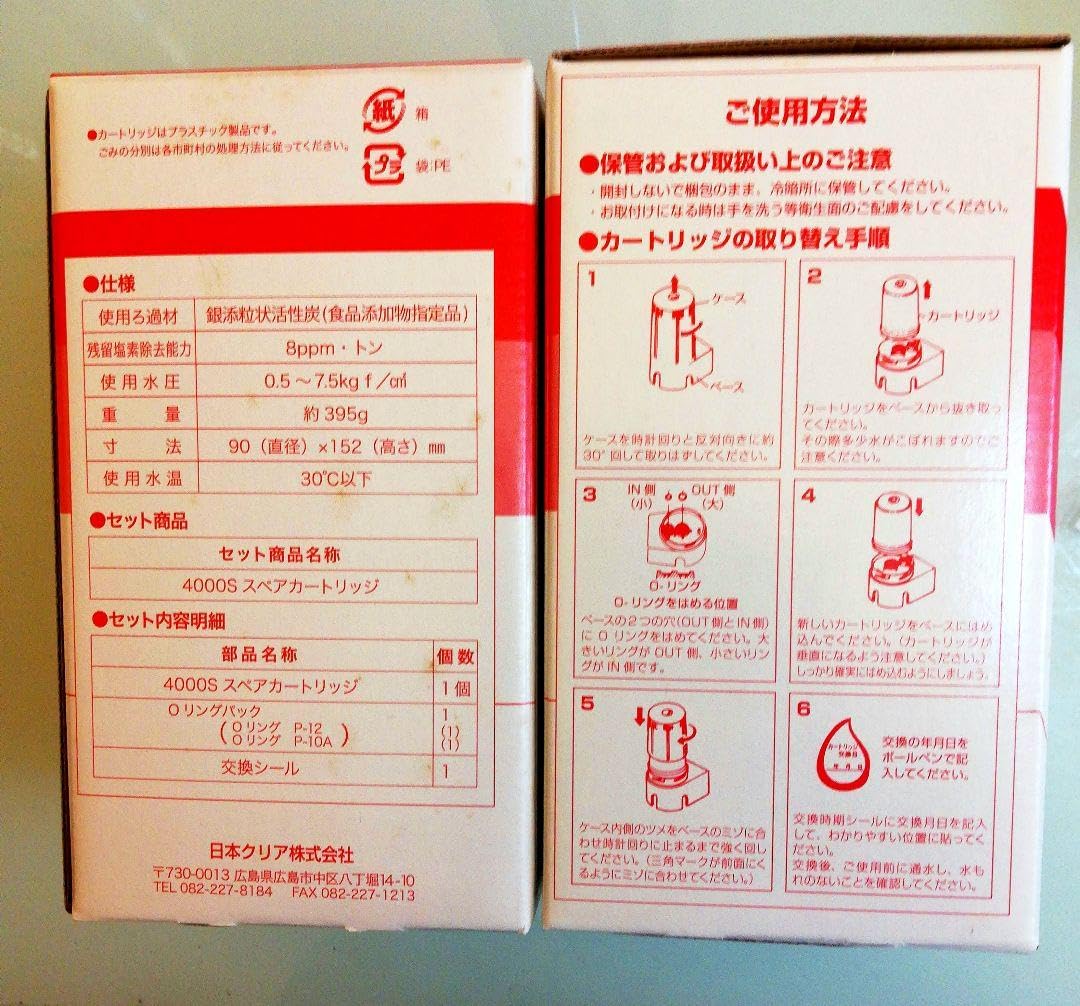 ●カートリッジはプラスチック製品です。
ごみの分別は各市町村の処理方法に従ってください。
紙 箱
プラ 袋:PE
●仕様
使用ろ過材 銀添粒状活性炭(食品添加物指定品)
残留塩素除去能力 8ppm・トン
使用水圧 0.5～7.5kgf/c㎡
重量 約395g
寸法 90（直径）×152（高さ）mm
使用水温 30℃以下
●セット商品
セット商品名称
4000Sスペアカートリッジ
●セット内容明細
部品名称 個数
4000Sスペアカートリッジ 1個
Oリングパック 1
(Oリング P-12 (1)
Oリング P-10A) (1)
交換シール 1
日本クリア株式会社
〒730-0013 広島県広島市中区八丁堀14-10
TEL 082-227-8184 FAX 082-227-1213
ご使用方法
●保管および取扱い上のご注意
・開封しないで梱包のまま、冷暗所に保管してください。
・お取付けになる時は手を洗う等衛生面のご配慮をしてください。
●カートリッジの取り替え手順
1
ケース
ベース
ケースを時計回りと反対向きに約
30°回して取りはずしてください。
2
カートリッジ
カートリッジをベースから抜き取っ
てください。
その際多少水がこぼれますのでご
注意ください。
3
IN側 OUT側
(小) (大)
O-リング
O-リングをはめる位置
ベースの2つの穴(OUT側とIN側)
にOリングをはめてください。大
きいリングがOUT側、小さいリン
グがIN側です。
4
新しいカートリッジをベースにはめ
込んでください。(カートリッジが
垂直になるよう注意してください。)
しっかり確実にはめ込むようにしましょう。
5
ケース内側のツメをベースのミゾに合
わせ時計回りに止まるまで強く回し
てください。(三角マークが前面にく
るようにミゾに合わせてください。)
6
カートリッジ
交換日
年 月 日
交換の年月日を
ボールペンで記
入してください。
交換時期シールに交換月日を記入
して、わかりやすい位置に貼ってく
ださい。
交換後、ご使用前に通水し、水も
れのないことを確認してください。